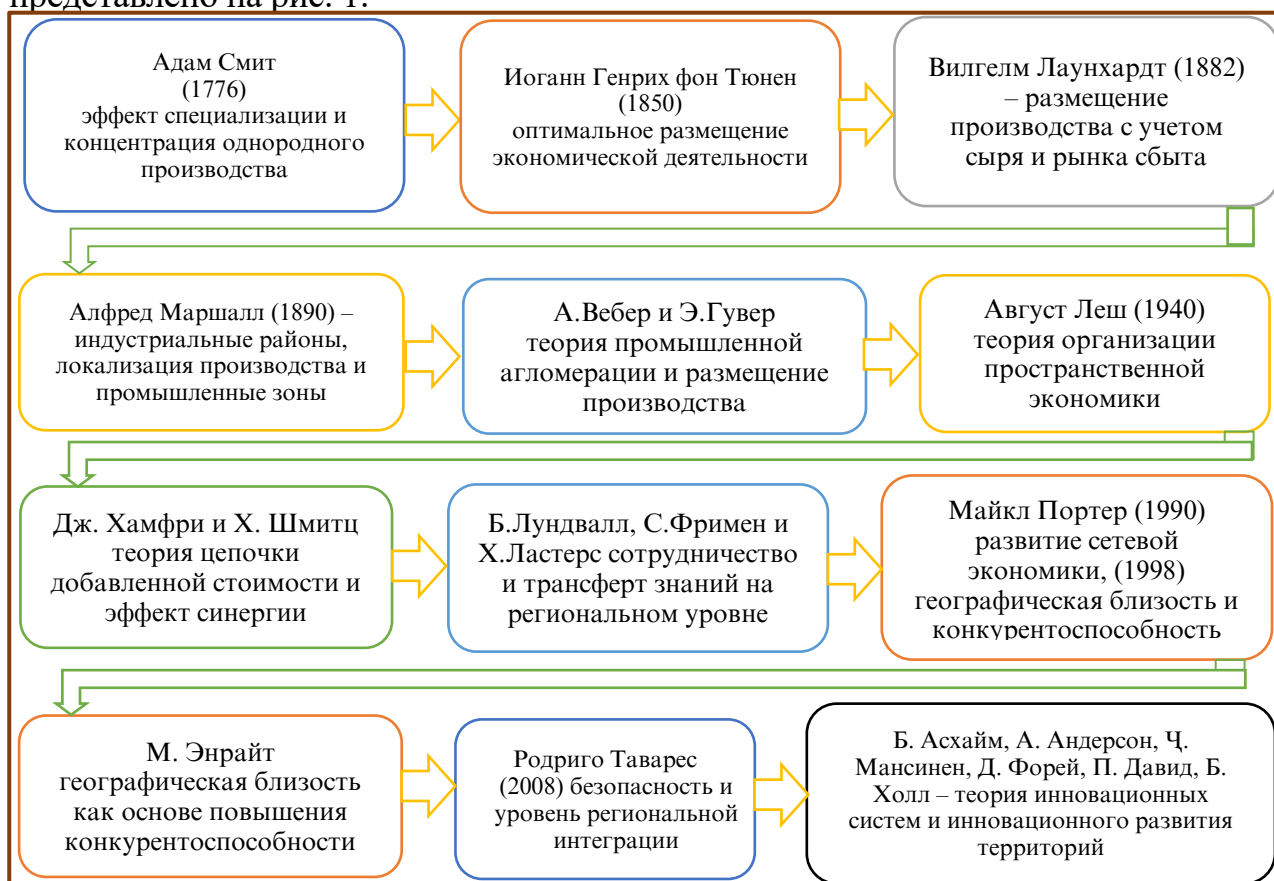 представлено на рис. 1.
Адам Смит
(1776)
эффект специализации и
концентрация однородного
производства
Иоганн Генрих фон Тюнен
(1850)
оптимальное размещение
экономической деятельности
Вилгелм Лаунхардт (1882)
– размещение
производства с учетом
сыря и рынка сбыта
Алфред Маршалл (1890) –
индустриальные районы,
локализация производства и
промышленные зоны
А.Вебер и Э.Гувер
теория промышленной
агломерации и размещение
производства
Август Леш (1940)
теория организации
пространственной
экономики
Дж. Хамфри и Х. Шмитц
теория цепочки
добавленной стоимости и
эффект синергии
Б.Лундвалл, С.Фримен и
Х.Ластерс сотрудничество
и трансферт знаний на
региональном уровне
Майкл Портер (1990)
развитие сетевой
экономики, (1998)
географическая близость и
конкурентоспособность
М. Энрайт
географическая близость
как основе повышения
конкурентоспособности
Родриго Таварес
(2008) безопасность и
уровень региональной
интеграции
Б. Асхайм, А. Андерсон, Ҷ.
Мансинен, Д. Форей, П. Давид, Б.
Холл – теория инновационных
систем и инновационного развития
территорий